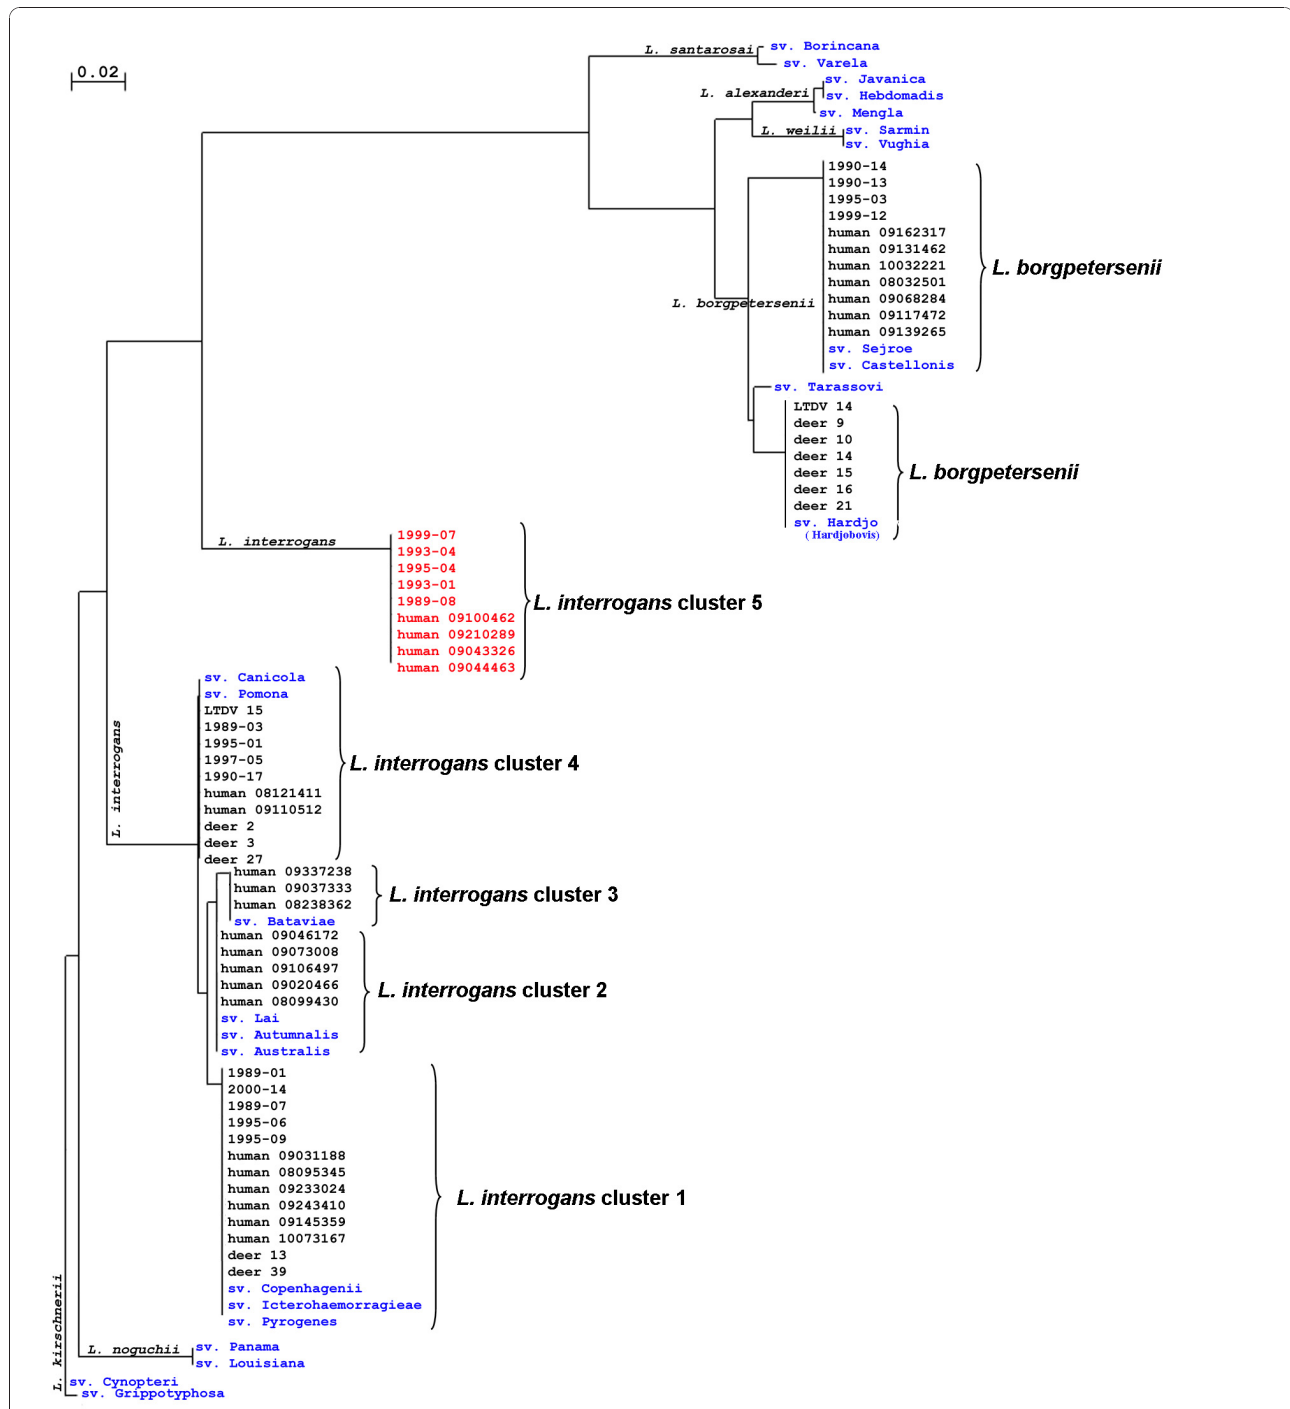 0.02
L. santarosai
sv. Borincana
sv. Varela
L. alexanderi
sv. Javanica
sv. Hebdomadis
sv. Mengla
L. weilii
sv. Sarmin
sv. Vughia
1990-14
1990-13
1995-03
1999-12
human 09162317
human 09131462
human 10032221
human 08032501
human 09068284
human 09117472
human 09139265
sv. Sejroe
sv. Castellonis
L. borgpetersenii
L. borgpetersenii
sv. Tarassovi
LTDV 14
deer 9
deer 10
deer 14
deer 15
deer 16
deer 21
sv. Hardjo
( Hardjobovis)
L. borgpetersenii
L. interrogans
1999-07
1993-04
1995-04
1993-01
1989-08
human 09100462
human 09210289
human 09043326
human 09044463
L. interrogans cluster 5
L. interrogans
sv. Canicola
sv. Pomona
LTDV 15
1989-03
1995-01
1997-05
1990-17
human 08121411
human 09110512
deer 2
deer 3
deer 27
L. interrogans cluster 4
human 09337238
human 09037333
human 08238362
sv. Bataviae
L. interrogans cluster 3
human 09046172
human 09073008
human 09106497
human 09020466
human 08099430
sv. Lai
sv. Autumnalis
sv. Australis
L. interrogans cluster 2
1989-01
2000-14
1989-07
1995-06
1995-09
human 09031188
human 08095345
human 09233024
human 09243410
human 09145359
human 10073167
deer 13
deer 39
sv. Copenhagenii
sv. Icterohaemorragieae
sv. Pyrogenes
L. interrogans cluster 1
L. kirschnerii
L. noguchii
sv. Panama
sv. Louisiana
sv. Cynopteri
sv. Grippotyphosa